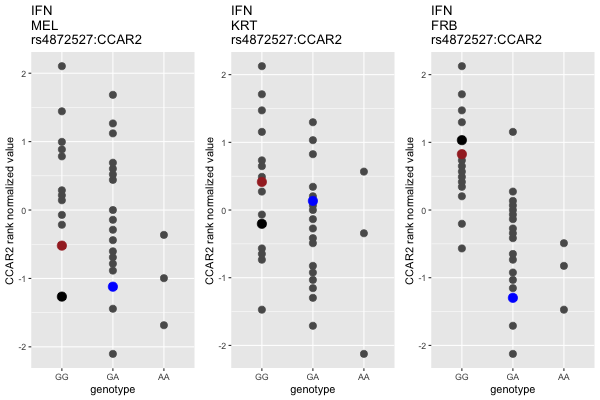 IFN
MEL
rs4872527:CCAR2
CCAR2 rank normalized value
2
1
0
-1
-2
GG GA AA
genotype
IFN
KRT
rs4872527:CCAR2
CCAR2 rank normalized value
2
1
0
-1
-2
GG GA AA
genotype
IFN
FRB
rs4872527:CCAR2
CCAR2 rank normalized value
2
1
0
-1
-2
GG GA AA
genotype